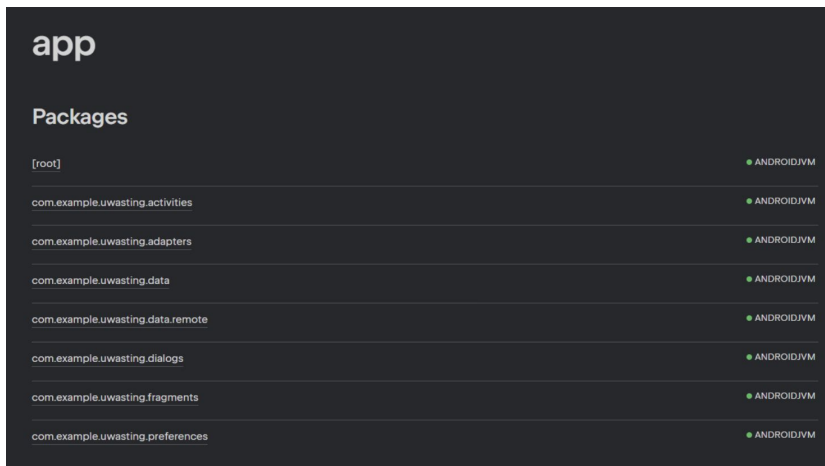 app
Packages
[root] ANDROIDJVM
com.example.uwasting.activities ANDROIDJVM
com.example.uwasting.adapters ANDROIDJVM
com.example.uwasting.data ANDROIDJVM
com.example.uwasting.data.remote ANDROIDJVM
com.example.uwasting.dialogs ANDROIDJVM
com.example.uwasting.fragments ANDROIDJVM
com.example.uwasting.preferences ANDROIDJVM